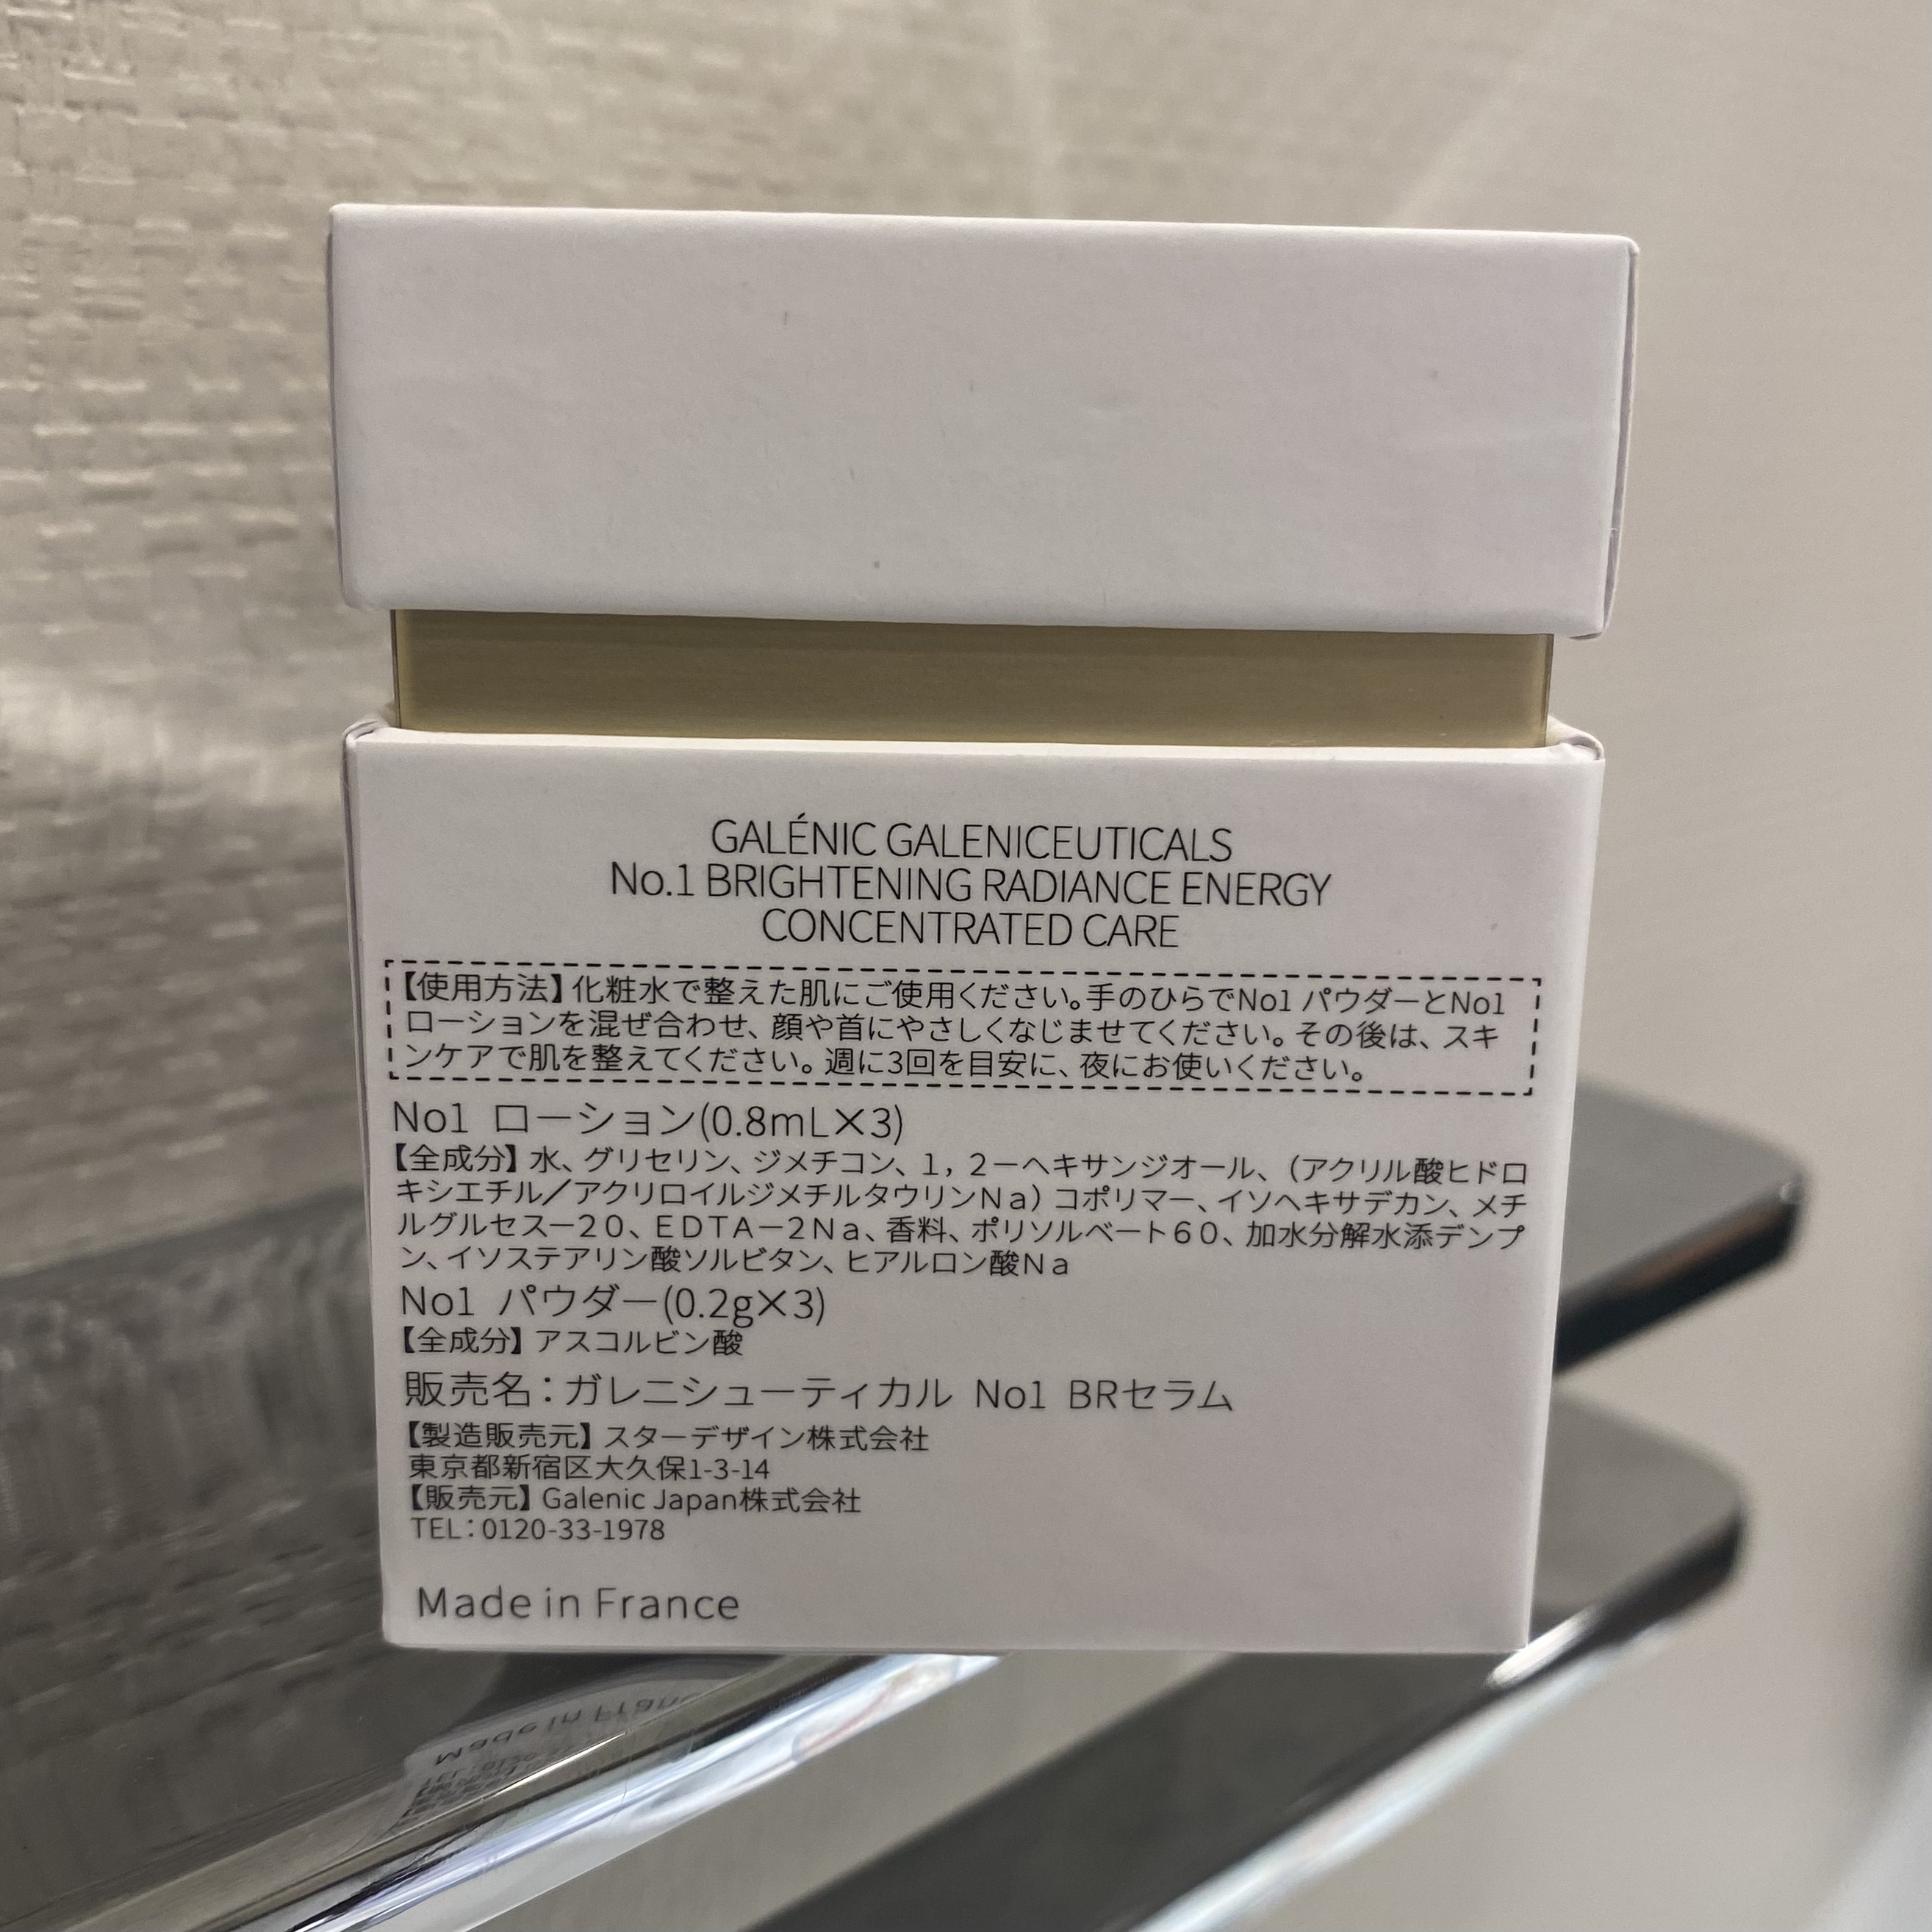 GALÉNIC GALENICEUTICALS
No.1 BRIGHTENING RADIANCE ENERGY
CONCENTRATED CARE
【使用方法】化粧水で整えた肌にご使用ください。手のひらでNo1 パウダーとNo1
ローションを混ぜ合わせ、顔や首にやさしくなじませてください。その後は、スキ
ンケアで肌を整えてください。週に3回を目安に、夜にお使いください。
No1 ローション(0.8mL×3)
【全成分】水、グリセリン、ジメチコン、１，２－ヘキサンジオール、（アクリル酸ヒドロ
キシエチル／アクリロイルジメチルタウリンＮａ）コポリマー、イソヘキサデカン、メチ
ルグルセス－２０、ＥＤＴＡ－２Ｎａ、香料、ポリソルベート６０、加水分解水添デンプ
ン、イソステアリン酸ソルビタン、ヒアルロン酸Ｎａ
No1 パウダー(0.2g×3)
【全成分】アスコルビン酸
販売名：ガレニシューティカル No1 BRセラム
【製造販売元】スターデザイン株式会社
東京都新宿区大久保1-3-14
【販売元】Galenic Japan株式会社
TEL：0120-33-1978
Made in France